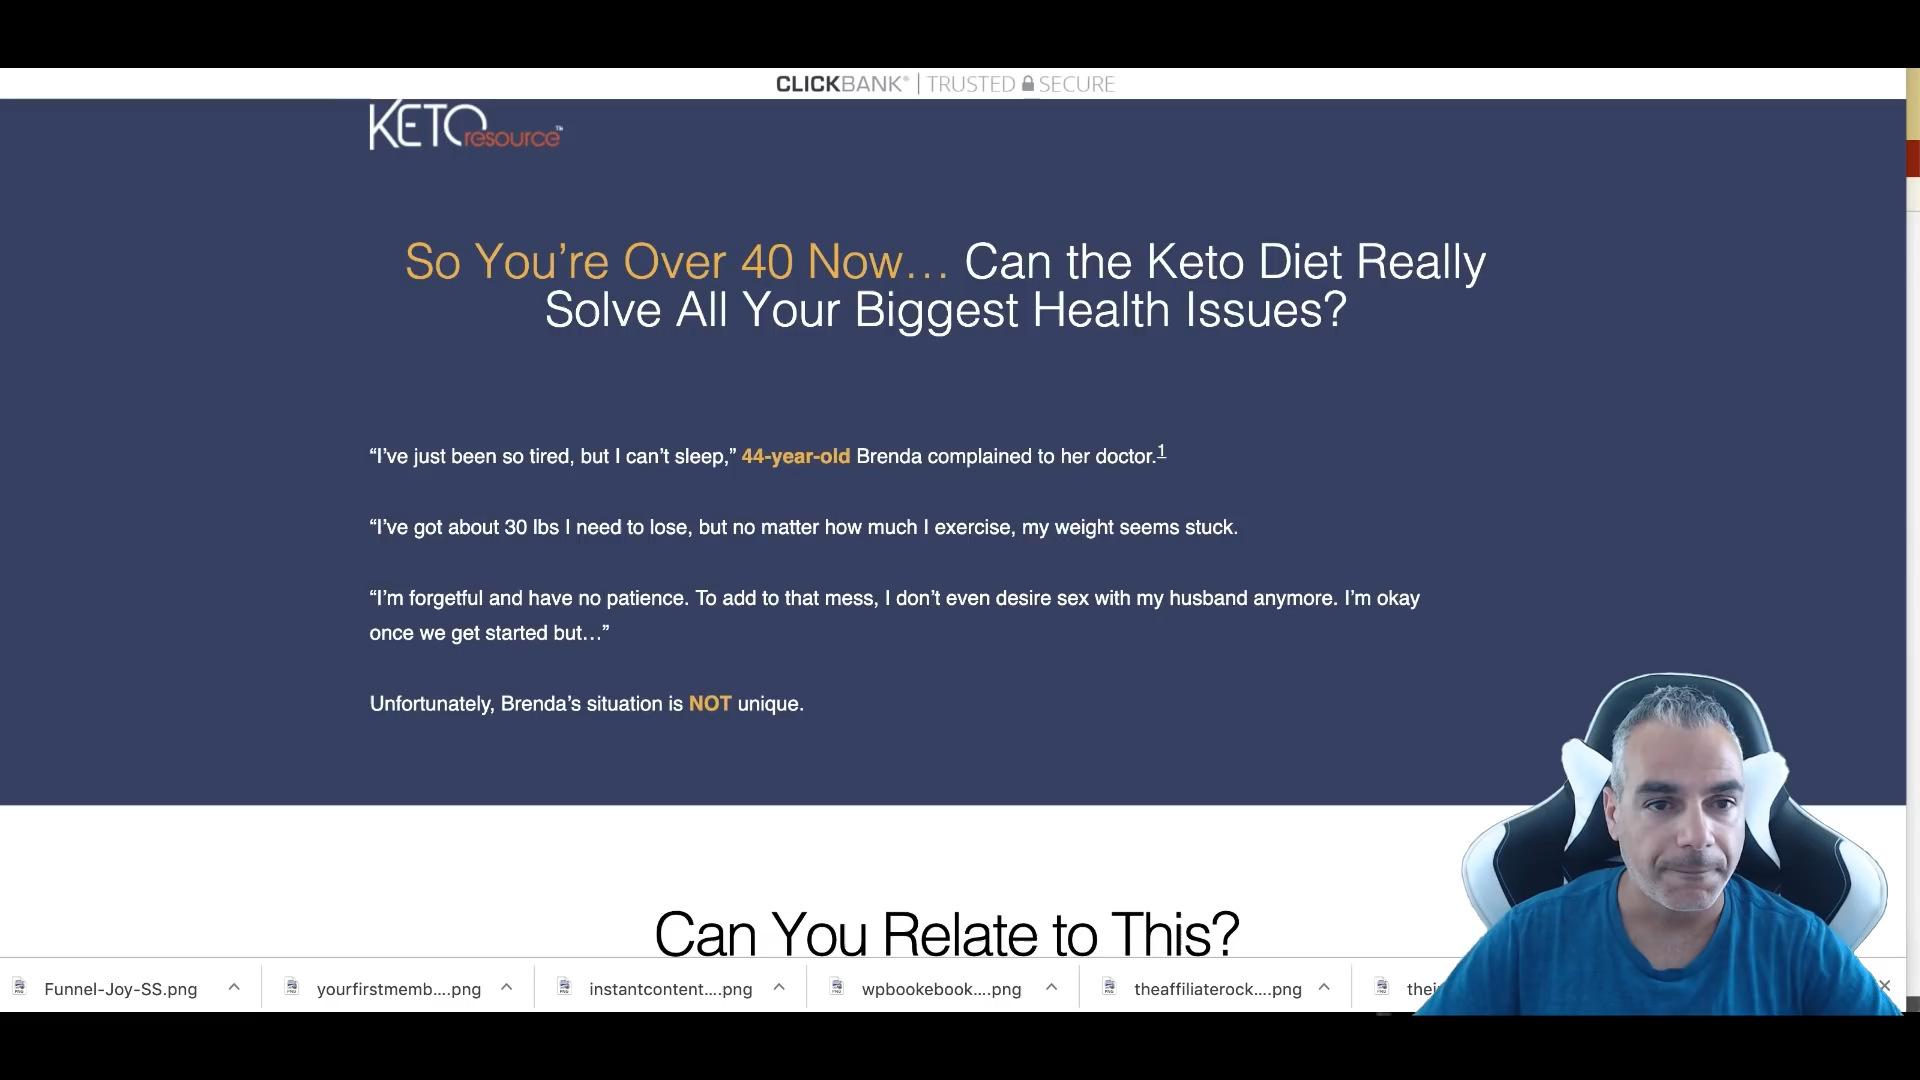 CLICKBANK® | TRUSTED SECURE
KETOresource™
So You’re Over 40 Now… Can the Keto Diet Really
Solve All Your Biggest Health Issues?
“I’ve just been so tired, but I can’t sleep,” 44-year-old Brenda complained to her doctor.1
“I’ve got about 30 lbs I need to lose, but no matter how much I exercise, my weight seems stuck.
“I’m forgetful and have no patience. To add to that mess, I don’t even desire sex with my husband anymore. I’m okay
once we get started but…”
Unfortunately, Brenda’s situation is NOT unique.
Can You Relate to This?
Funnel-Joy-SS.png yourfirstmemb....png instantcontent....png wpbookebook....png theaffiliaterock....png